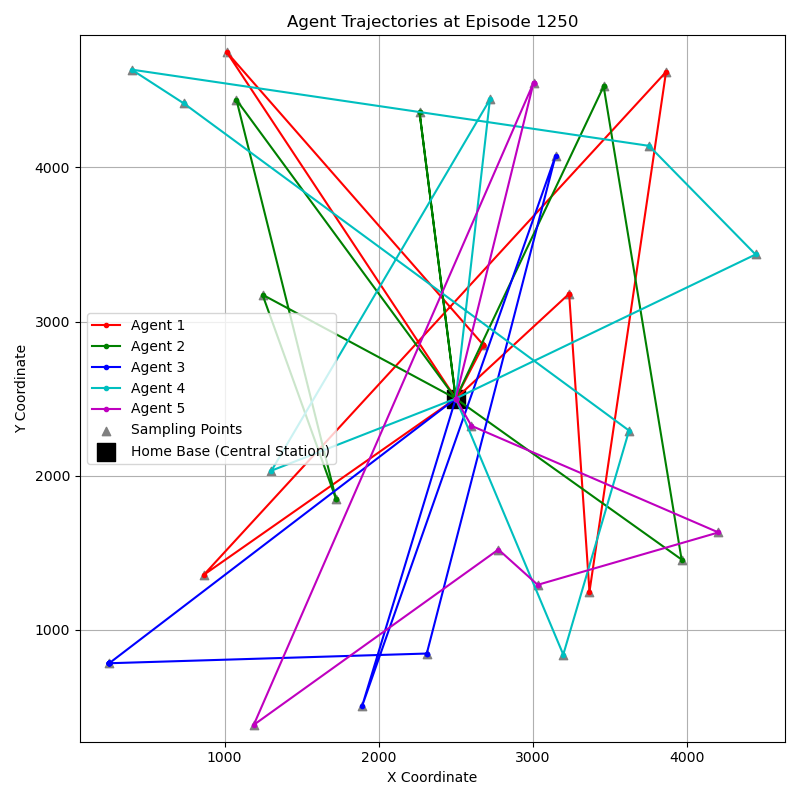 Agent Trajectories at Episode 1250
Y Coordinate
4000
3000
2000
1000
Agent 1
Agent 2
Agent 3
Agent 4
Agent 5
Sampling Points
Home Base (Central Station)
1000 2000 3000 4000
X Coordinate